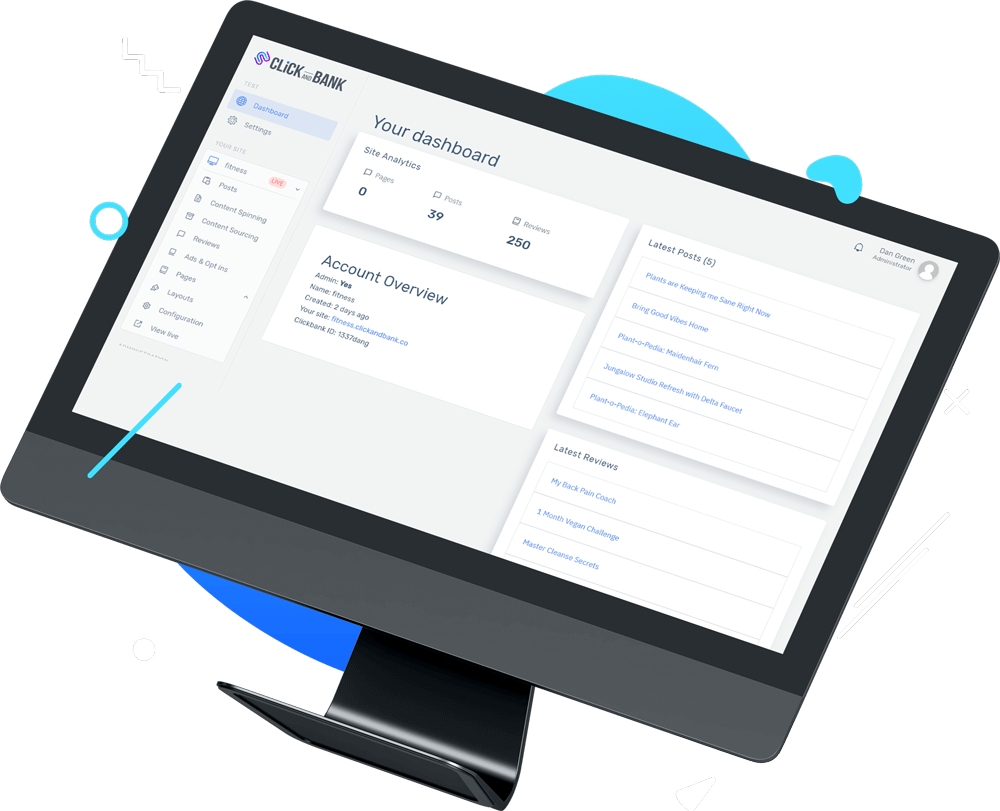 CLiCK AND BANK
TEST
Dashboard
Settings
YOUR SITE
fitness LIVE
Posts
Content Spinning
Content Sourcing
Reviews
Ads & Opt ins
Pages
Layouts
Configuration
View live
Your dashboard
Site Analytics
Pages
0
Posts
39
Reviews
250
Account Overview
Admin: Yes
Name: fitness
Created: 2 days ago
Your site: fitness.clickandbank.co
Clickbank ID: 1337dang
Dan Green
Administrator
Latest Posts (5)
Plants are Keeping me Sane Right Now
Bring Good Vibes Home
Plant-o-Pedia: Maidenhair Fern
Jungalow Studio Refresh with Delta Faucet
Plant-o-Pedia: Elephant Ear
Latest Reviews
My Back Pain Coach
1 Month Vegan Challenge
Master Cleanse Secrets